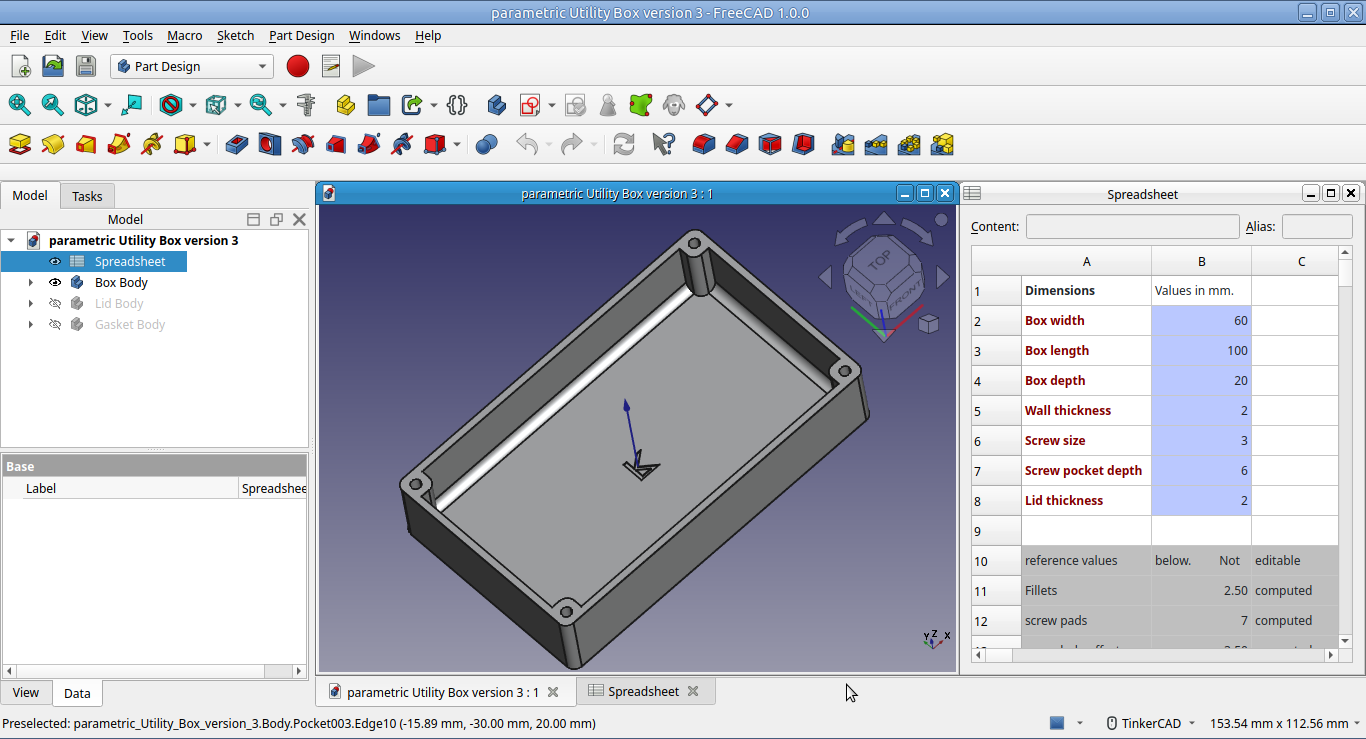 parametric Utility Box version 3 - FreeCAD 1.0.0
File Edit View Tools Macro Sketch Part Design Windows Help
Part Design
Model Tasks
Model
parametric Utility Box version 3
Spreadsheet
Box Body
Lid Body
Gasket Body
Base
Label Spreadshee
View Data
parametric Utility Box version 3 : 1
TOP
FRONT
LEFT
Y Z X
Spreadsheet
Content: Alias:
A B C
1 Dimensions Values in mm.
2 Box width 60
3 Box length 100
4 Box depth 20
5 Wall thickness 2
6 Screw size 3
7 Screw pocket depth 6
8 Lid thickness 2
9
10 reference values below. Not editable
11 Fillets 2.50 computed
12 screw pads 7 computed
parametric Utility Box version 3 : 1 Spreadsheet
Preselected: parametric_Utility_Box_version_3.Body.Pocket003.Edge10 (-15.89 mm, -30.00 mm, 20.00 mm) TinkerCAD 153.54 mm x 112.56 mm